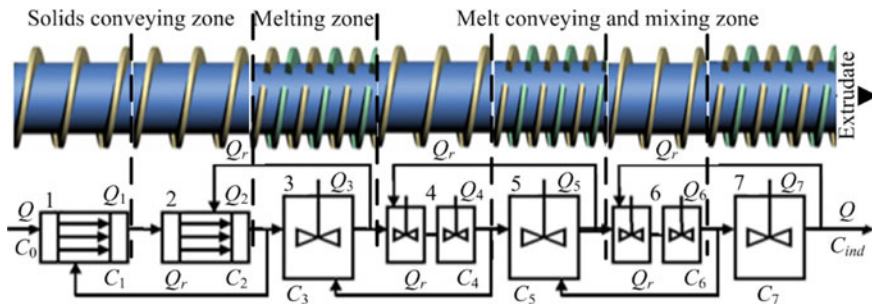 Solids conveying zone Melting zone Melt conveying and mixing zone
Extrudate
Qr Qr Qr
Q 1 Q1 2 Q2 3 Q3 4 Q4 5 Q5 6 Q6 7 Q7 Q
C0 C1 Qr C2 C3 Qr C4 C5 Qr C6 C7 Cind